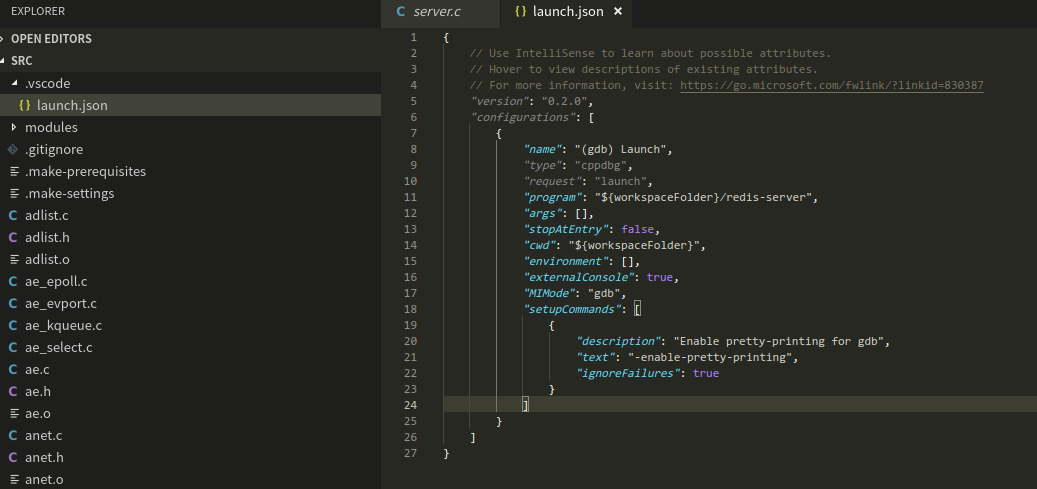 EXPLORER
OPEN EDITORS
SRC
.vscode
{} launch.json
modules
.gitignore
.make-prerequisites
.make-settings
C adlist.c
C adlist.h
adlist.o
C ae_epoll.c
C ae_evport.c
C ae_kqueue.c
C ae_select.c
C ae.c
C ae.h
ae.o
C anet.c
C anet.h
anet.o
C server.c {} launch.json ×
1 {
2 // Use IntelliSense to learn about possible attributes.
3 // Hover to view descriptions of existing attributes.
4 // For more information, visit: https://go.microsoft.com/fwlink/?linkid=830387
5 "version": "0.2.0",
6 "configurations": [
7 {
8 "name": "(gdb) Launch",
9 "type": "cppdbg",
10 "request": "launch",
11 "program": "${workspaceFolder}/redis-server",
12 "args": [],
13 "stopAtEntry": false,
14 "cwd": "${workspaceFolder}",
15 "environment": [],
16 "externalConsole": true,
17 "MIMode": "gdb",
18 "setupCommands": [
19 {
20 "description": "Enable pretty-printing for gdb",
21 "text": "-enable-pretty-printing",
22 "ignoreFailures": true
23 }
24 ]
25 }
26 ]
27 }